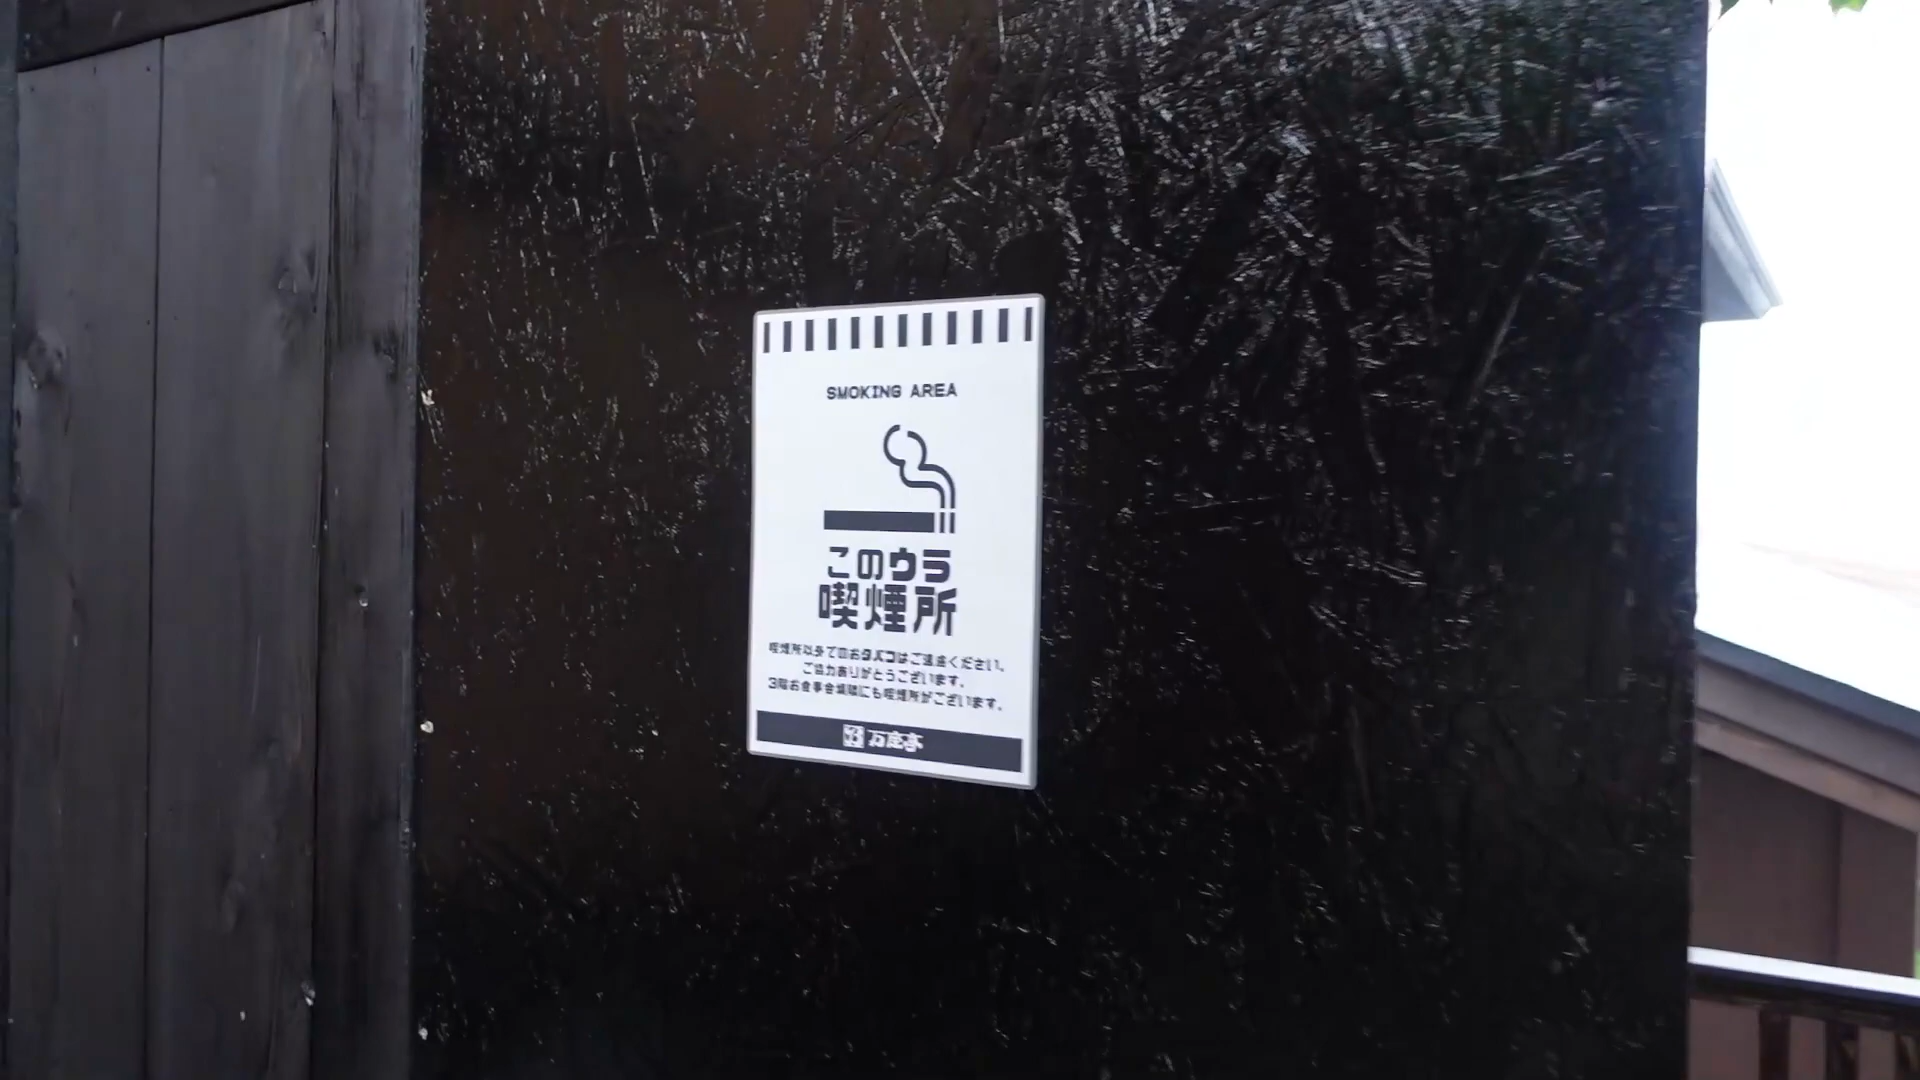 SMOKING AREA
このウラ
喫煙所
喫煙所以外でのおタバコはご遠慮ください。
ご協力ありがとうございます。
3階お食事会場隣にも喫煙所がございます。
万座亭